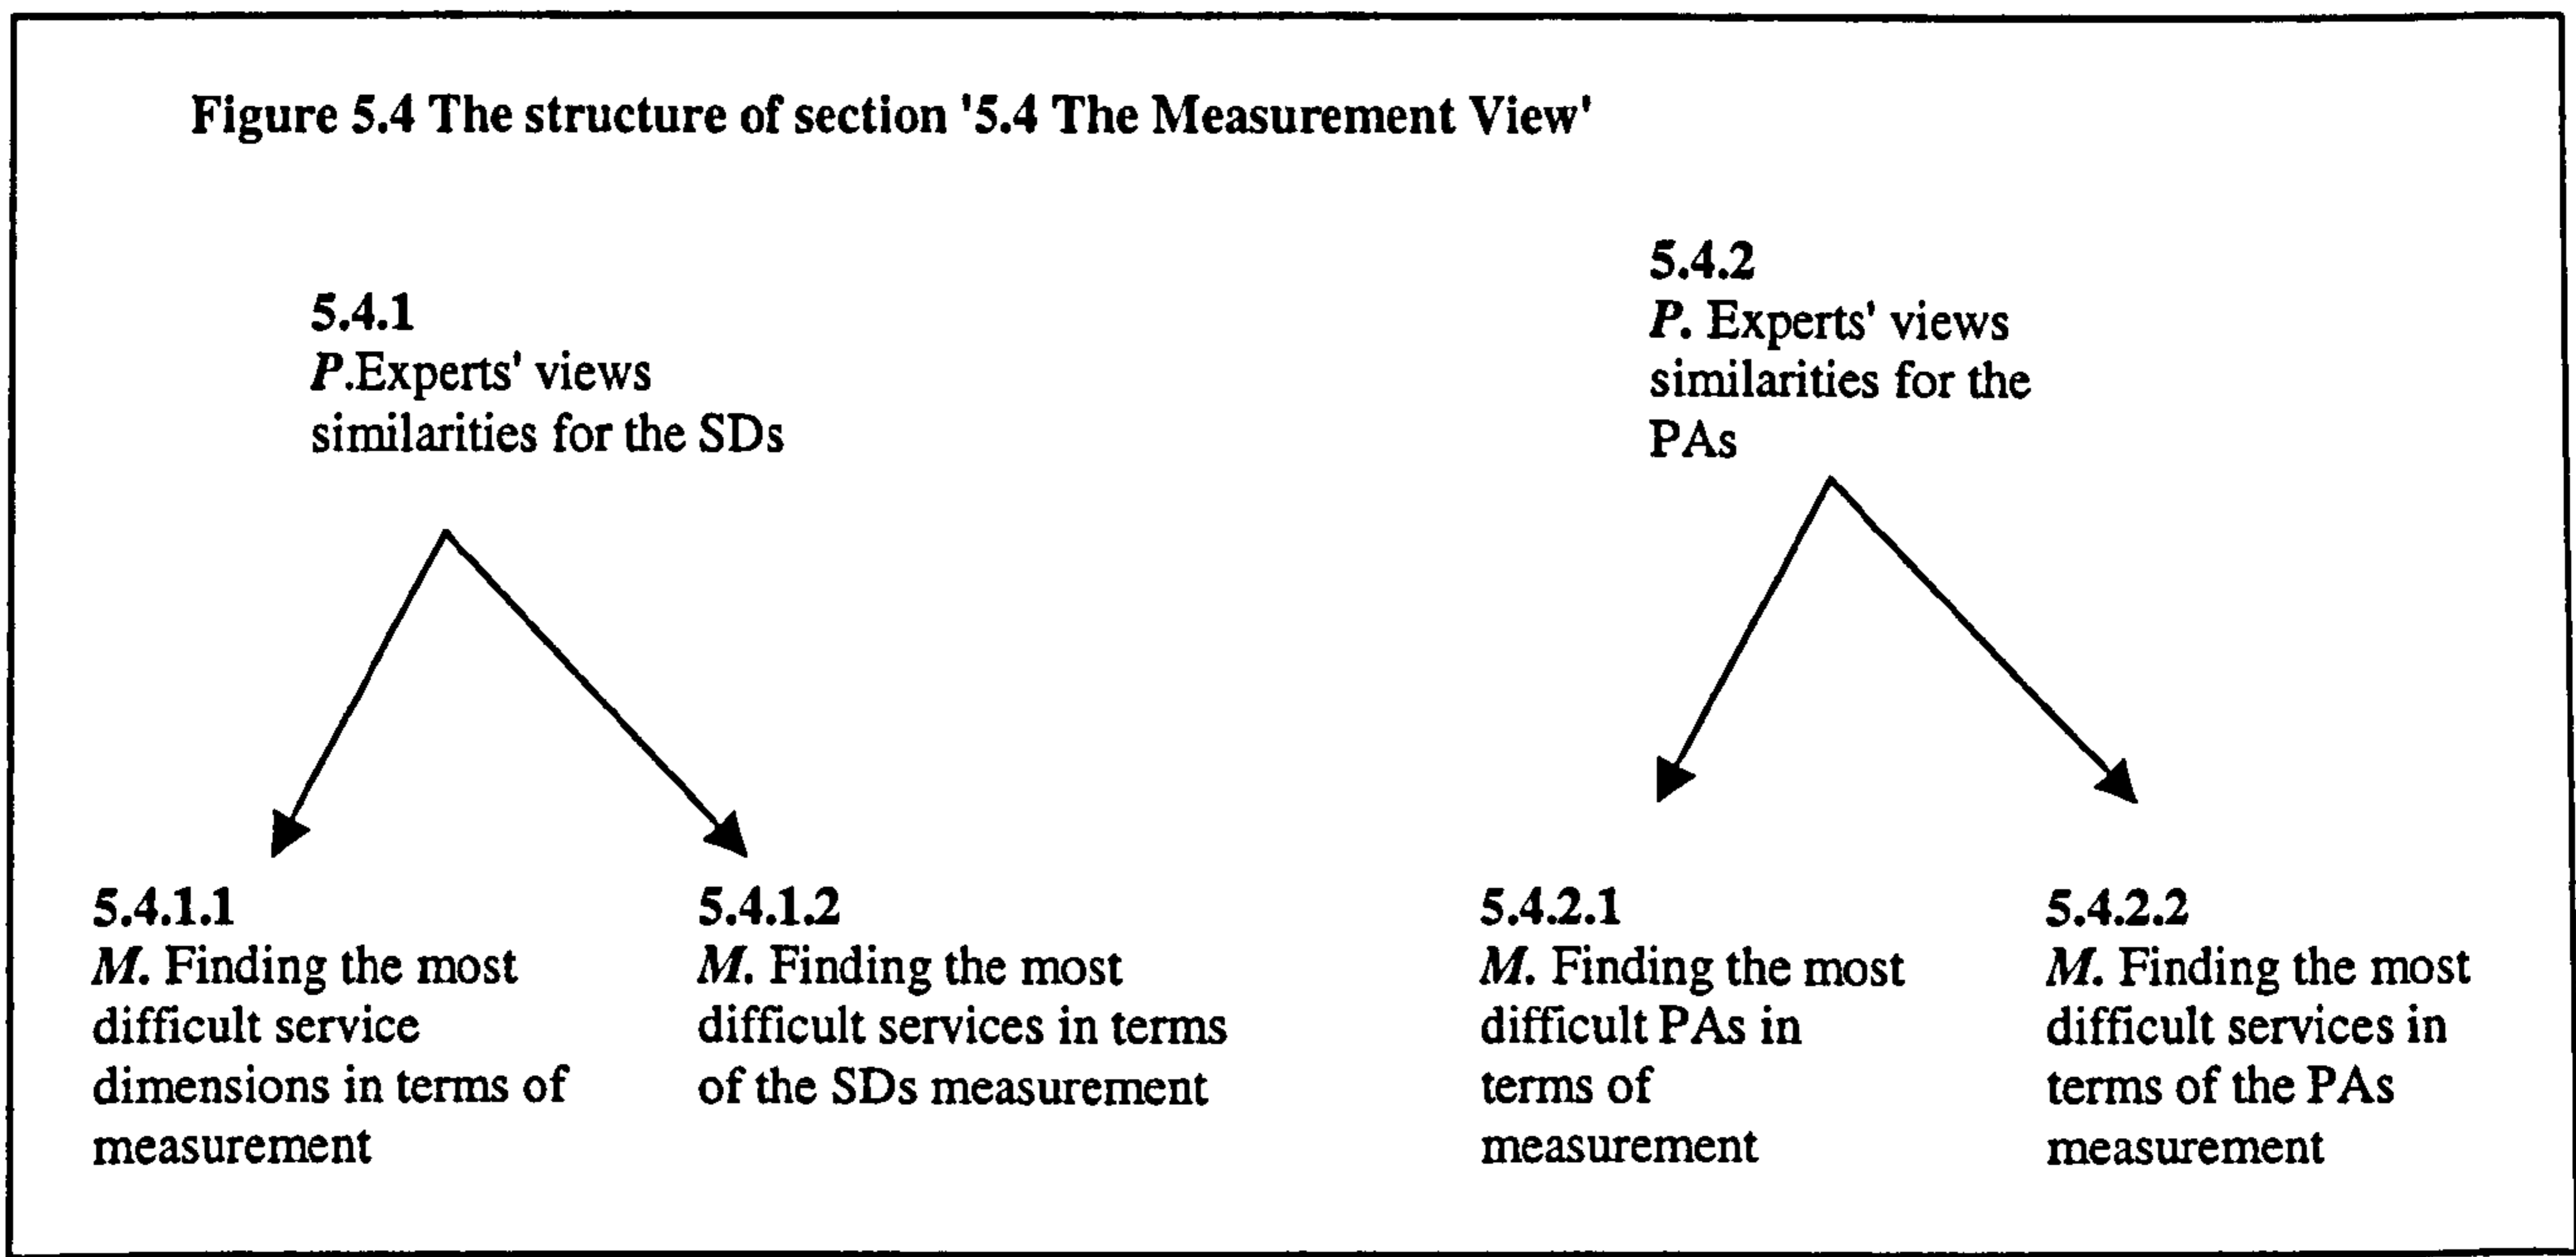 Figure 5.4 The structure of section '5.4 The Measurement View'
5.4.1
P.Experts' views
similarities for the SDs
5.4.2
P. Experts' views
similarities for the
PAs
5.4.1.1
M. Finding the most
difficult service
dimensions in terms of
measurement
5.4.1.2
M. Finding the most
difficult services in terms
of the SDs measurement
5.4.2.1
M. Finding the most
difficult PAs in
terms of
measurement
5.4.2.2
M. Finding the most
difficult services in
terms of the PAs
measurement